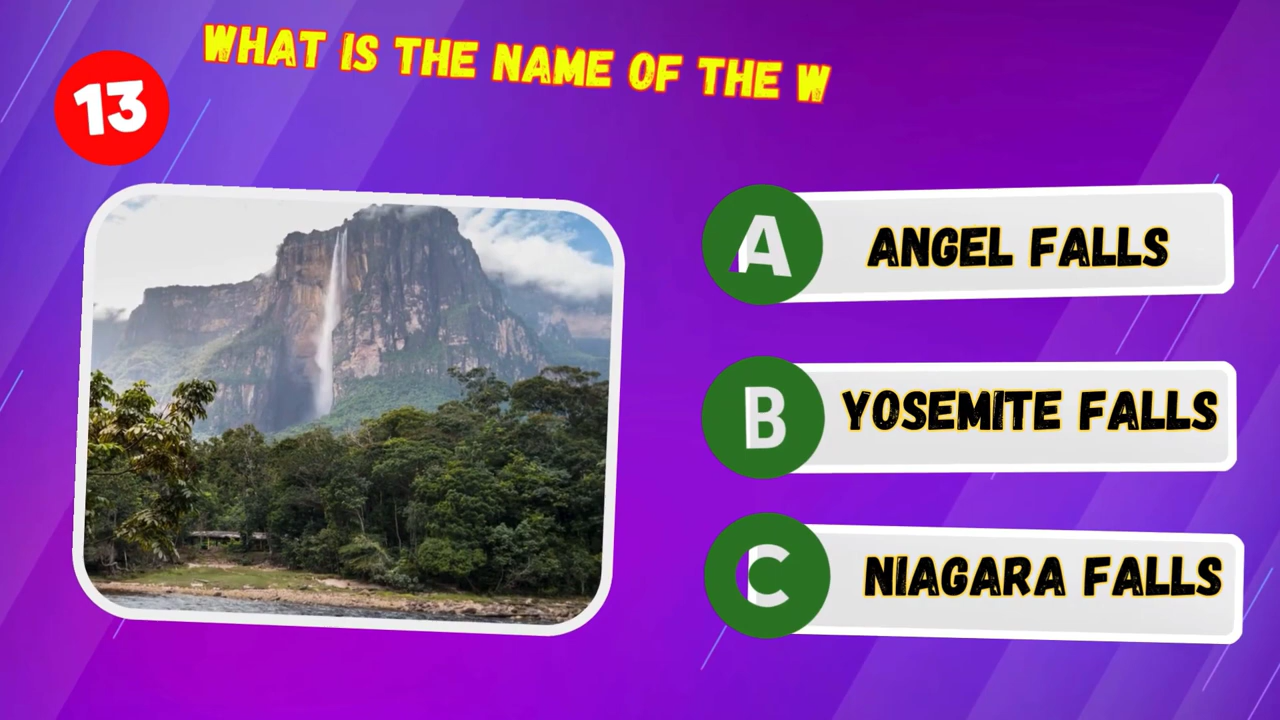 13
WHAT IS THE NAME OF THE W
A
ANGEL FALLS
B
YOSEMITE FALLS
C
NIAGARA FALLS